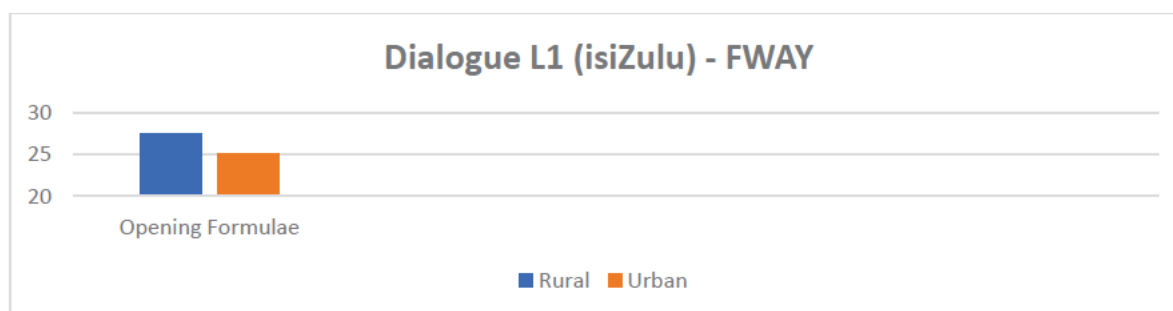 Dialogue L1 (isiZulu) - FWAY
30
25
20
Opening Formulae
Rural Urban